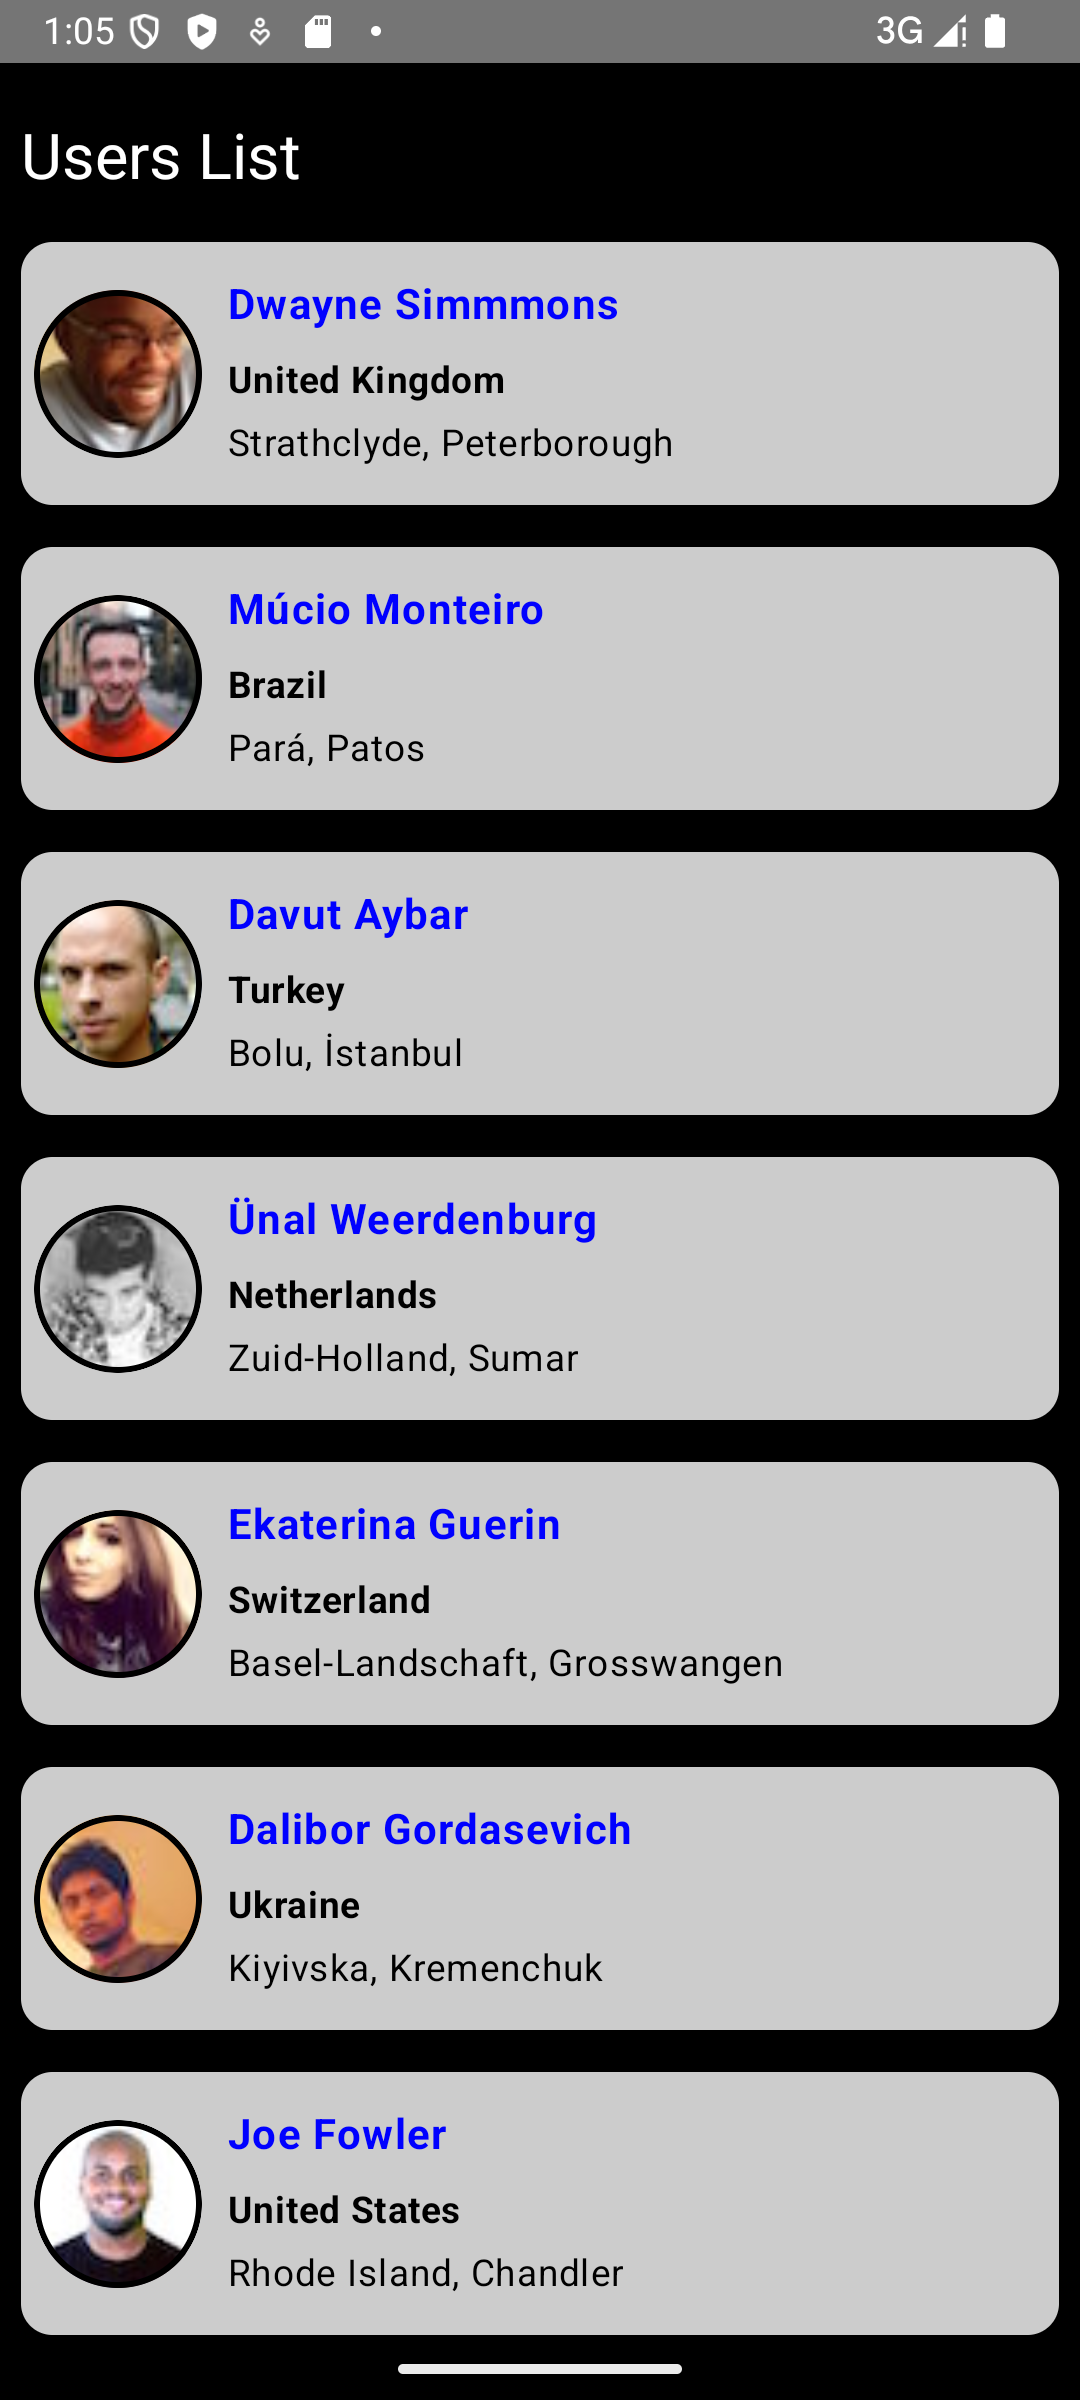 1:05
3G
Users List
Dwayne Simmmons
United Kingdom
Strathclyde, Peterborough
Múcio Monteiro
Brazil
Pará, Patos
Davut Aybar
Turkey
Bolu, İstanbul
Ünal Weerdenburg
Netherlands
Zuid-Holland, Sumar
Ekaterina Guerin
Switzerland
Basel-Landschaft, Grosswangen
Dalibor Gordasevich
Ukraine
Kiyivska, Kremenchuk
Joe Fowler
United States
Rhode Island, Chandler